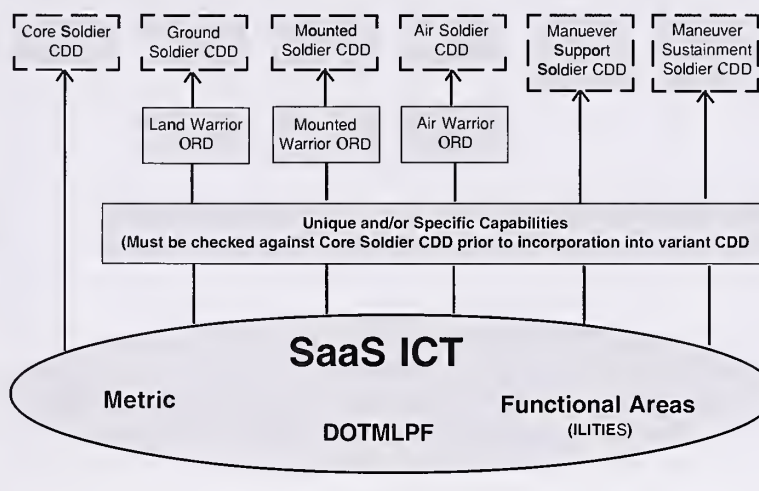 Core Soldier
CDD
Ground
Soldier CDD
Mounted
Soldier CDD
Air Soldier
CDD
Manuever
Support
Soldier CDD
Maneuver
Sustainment
Soldier CDD
Land Warrior
ORD
Mounted
Warrior ORD
Air Warrior
ORD
Unique and/or Specific Capabilities
(Must be checked against Core Soldier CDD prior to incorporation into variant CDD
SaaS ICT
Metric
Functional Areas
(ILITIES)
DOTMLPF